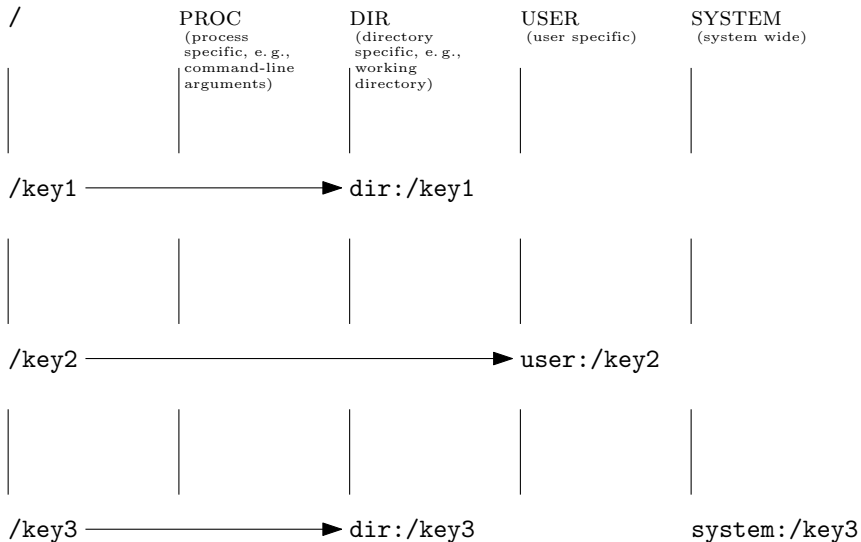 / PROC DIR USER SYSTEM
(process (directory (user specific) (system wide)
specific, e. g., specific, e. g.,
command-line working
arguments) directory)
/key1 dir:/key1
/key2 user:/key2
/key3 dir:/key3 system:/key3